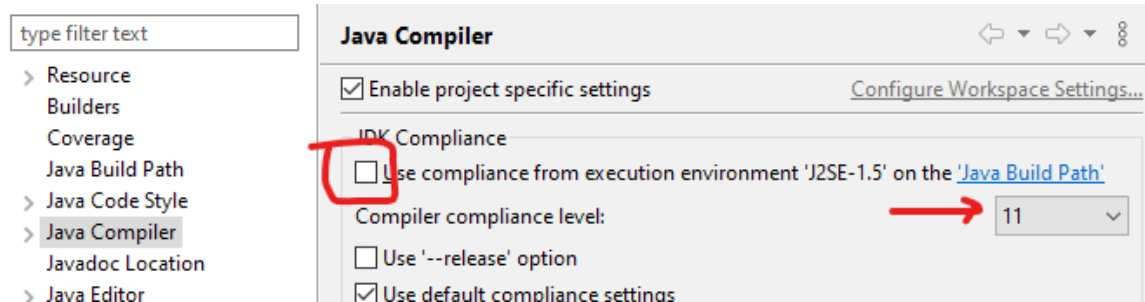 type filter text
Resource
Builders
Coverage
Java Build Path
Java Code Style
Java Compiler
Javadoc Location
Java Editor
Java Compiler
Enable project specific settings
Configure Workspace Settings...
JDK Compliance
Use compliance from execution environment 'J2SE-1.5' on the 'Java Build Path'
Compiler compliance level:
11
Use '--release' option
Use default compliance settings